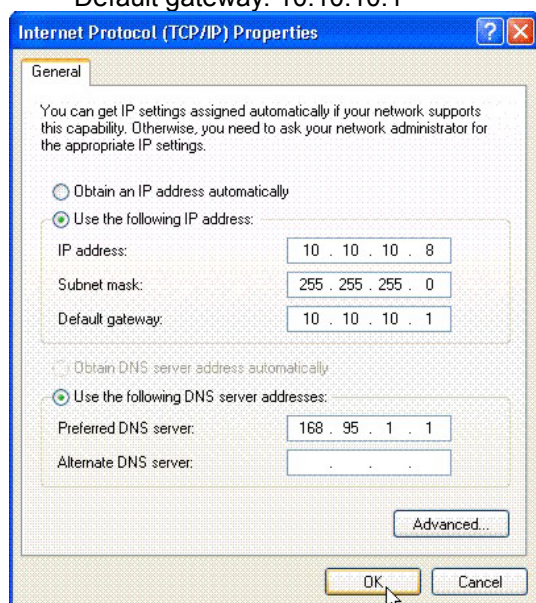 Default gateway: 10.10.10.1
Internet Protocol (TCP/IP) Properties
General
You can get IP settings assigned automatically if your network supports
this capability. Otherwise, you need to ask your network administrator for
the appropriate IP settings.
Obtain an IP address automatically
Use the following IP address:
IP address: 10 . 10 . 10 . 8
Subnet mask: 255 . 255 . 255 . 0
Default gateway: 10 . 10 . 10 . 1
Obtain DNS server address automatically
Use the following DNS server addresses:
Preferred DNS server: 168 . 95 . 1 . 1
Alternate DNS server: . . .
Advanced...
OK Cancel